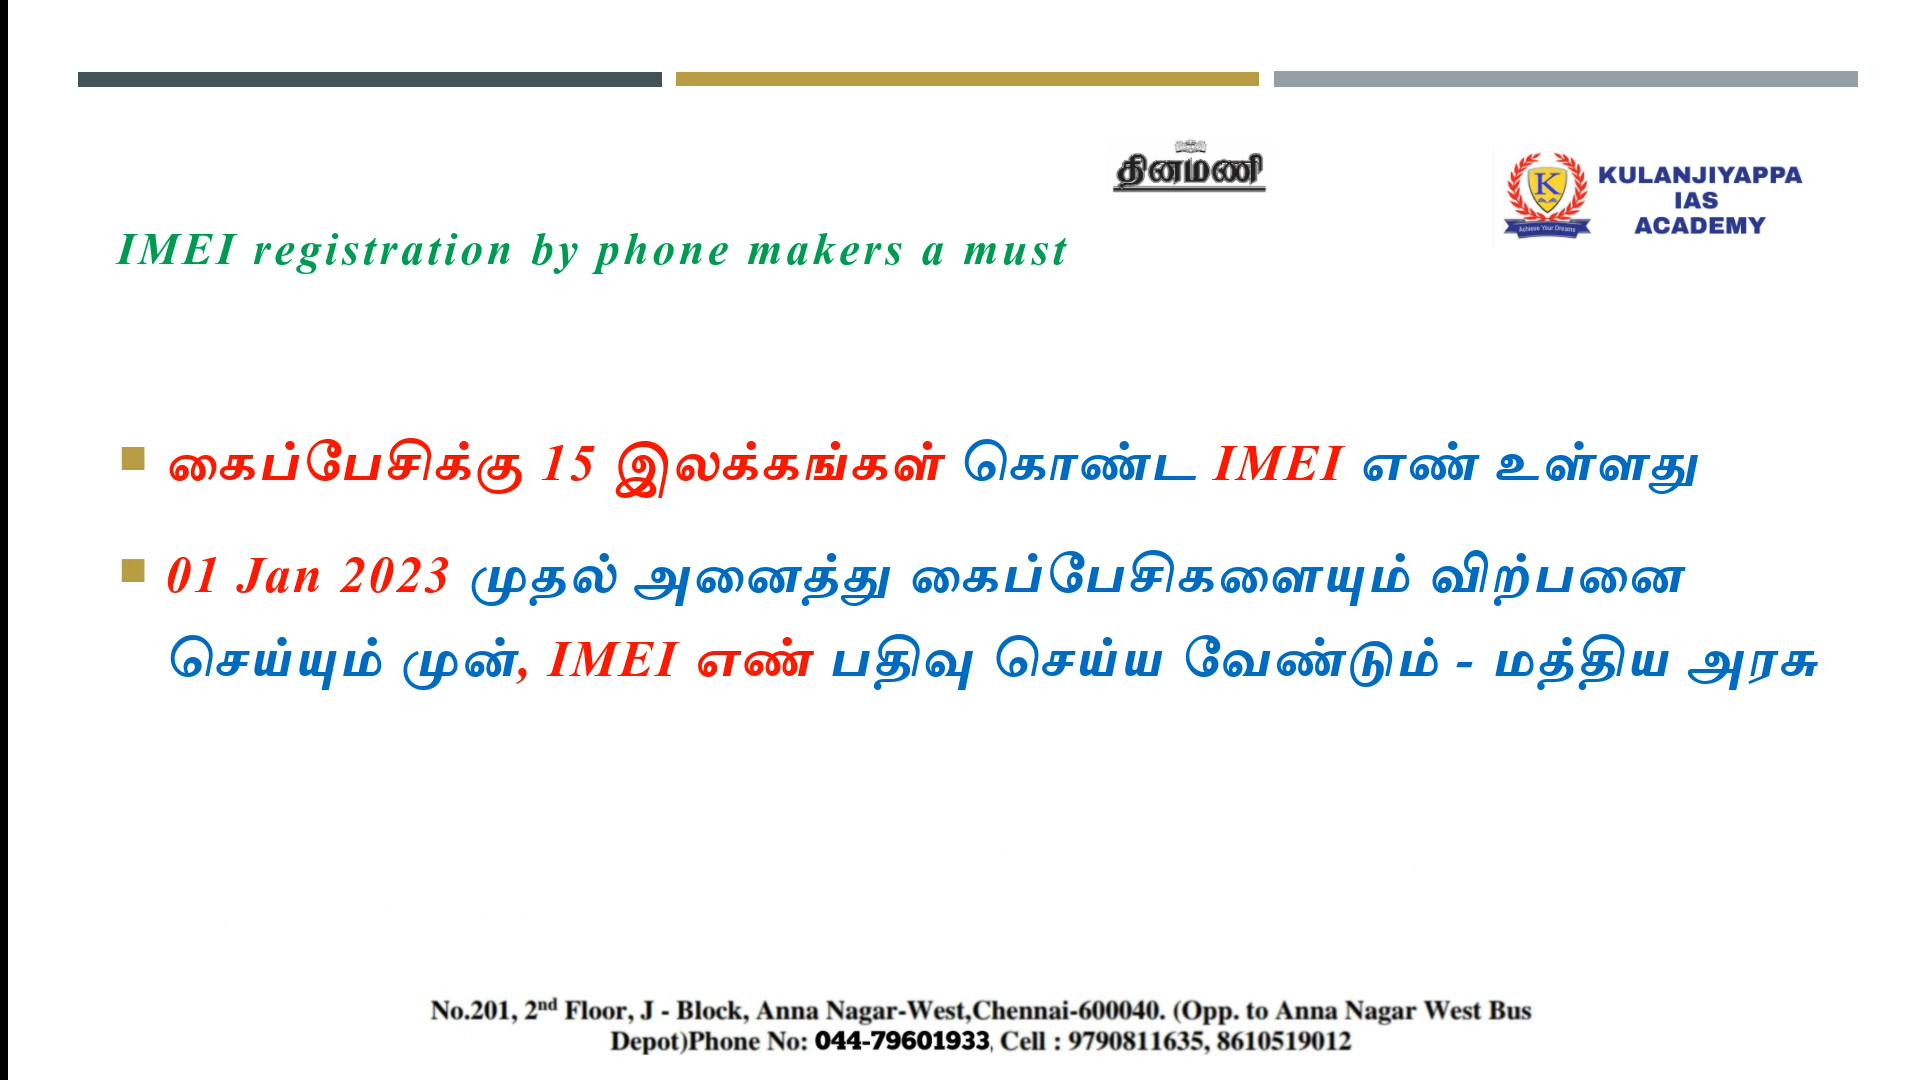 தினமணி
K
Achieve Your Dreams
KULANJIYAPPA
IAS
ACADEMY
IMEI registration by phone makers a must
கைப்பேசிக்கு 15 இலக்கங்கள் கொண்ட IMEI எண் உள்ளது
01 Jan 2023 முதல் அனைத்து கைப்பேசிகளையும் விற்பனை
செய்யும் முன், IMEI எண் பதிவு செய்ய வேண்டும் - மத்திய அரசு
No.201, 2nd Floor, J - Block, Anna Nagar-West,Chennai-600040. (Opp. to Anna Nagar West Bus
Depot)Phone No: 044-79601933, Cell : 9790811635, 8610519012